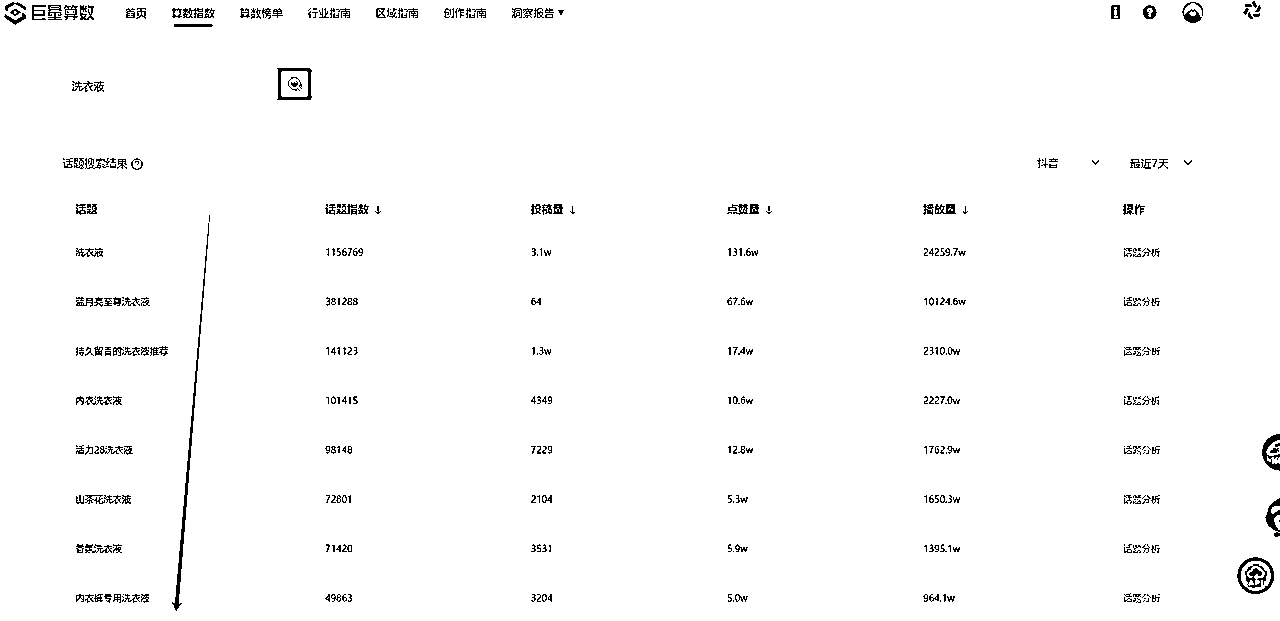 巨量算数 首页 算数指数 算数榜单 行业指南 区域指南 创作指南 洞察报告
洗衣液
话题搜索结果 抖音 最近7天
话题 话题指数 ↓ 投稿量 ↓ 点赞量 ↓ 播放量 ↓ 操作
洗衣液 1156769 3.1w 131.6w 24259.7w 话题分析
蓝月亮至尊洗衣液 381288 64 67.6w 10124.6w 话题分析
持久留香的洗衣液推荐 141123 1.3w 17.4w 2310.0w 话题分析
内衣洗衣液 101415 4349 10.6w 2227.0w 话题分析
活力28洗衣液 98148 7229 12.8w 1762.9w 话题分析
山茶花洗衣液 72801 2104 5.3w 1650.3w 话题分析
香氛洗衣液 71420 3531 5.9w 1395.1w 话题分析
内衣裤专用洗衣液 49863 3204 5.0w 964.1w 话题分析